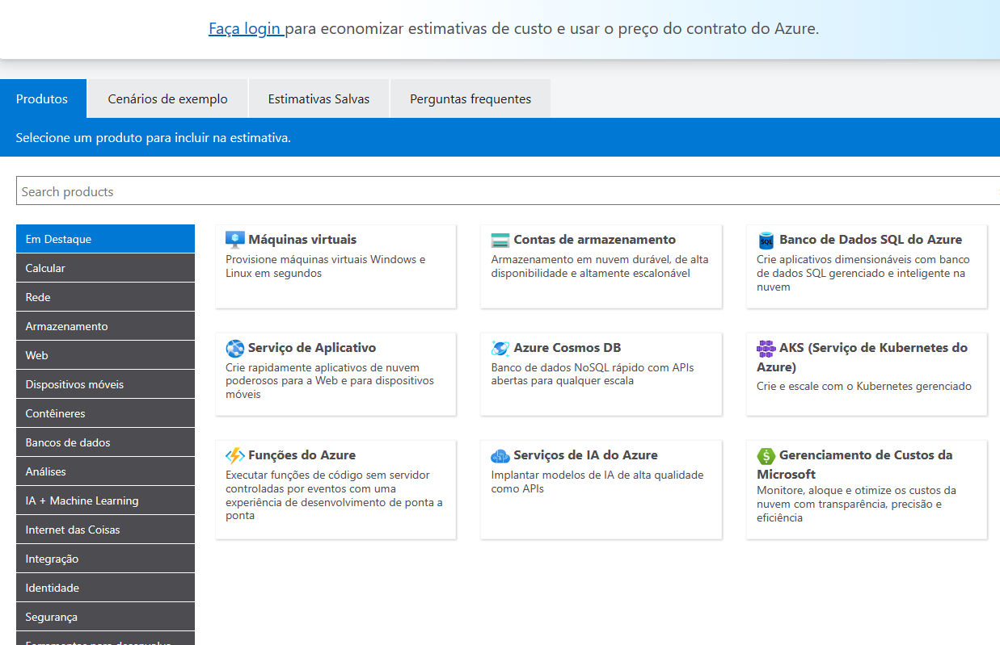 Faça login para economizar estimativas de custo e usar o preço do contrato do Azure.
Produtos
Cenários de exemplo
Estimativas Salvas
Perguntas frequentes
Selecione um produto para incluir na estimativa.
Search products
Em Destaque
Calcular
Rede
Armazenamento
Web
Dispositivos móveis
Contêineres
Bancos de dados
Análises
IA + Machine Learning
Internet das Coisas
Integração
Identidade
Segurança
Máquinas virtuais
Provisione máquinas virtuais Windows e
Linux em segundos
Contas de armazenamento
Armazenamento em nuvem durável, de alta
disponibilidade e altamente escalonável
SQL
Banco de Dados SQL do Azure
Crie aplicativos dimensionáveis com banco
de dados SQL gerenciado e inteligente na
nuvem
Serviço de Aplicativo
Crie rapidamente aplicativos de nuvem
poderosos para a Web e para dispositivos
móveis
Azure Cosmos DB
Banco de dados NoSQL rápido com APIs
abertas para qualquer escala
AKS (Serviço de Kubernetes do
Azure)
Crie e escale com o Kubernetes gerenciado
Funções do Azure
Executar funções de código sem servidor
controladas por eventos com uma
experiência de desenvolvimento de ponta a
ponta
Serviços de IA do Azure
Implantar modelos de IA de alta qualidade
como APIs
Gerenciamento de Custos da
Microsoft
Monitore, aloque e otimize os custos da
nuvem com transparência, precisão e
eficiência